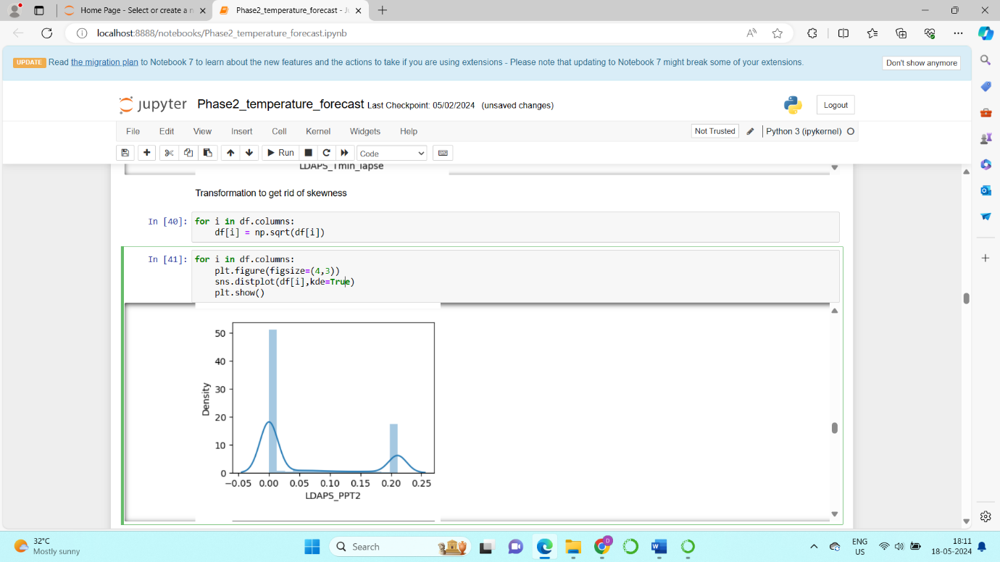 Home Page - Select or create a n
Phase2_temperature_forecast - Ju
localhost:8888/notebooks/Phase2_temperature_forecast.ipynb
UPDATE Read the migration plan to Notebook 7 to learn about the new features and the actions to take if you are using extensions - Please note that updating to Notebook 7 might break some of your extensions.
Don't show anymore
jupyter Phase2_temperature_forecast Last Checkpoint: 05/02/2024 (unsaved changes)
Logout
File Edit View Insert Cell Kernel Widgets Help
Not Trusted
Python 3 (ipykernel)
Run
Code
LDAPS_Tmin_lapse
Transformation to get rid of skewness
In [40]: for i in df.columns:
df[i] = np.sqrt(df[i])
In [41]: for i in df.columns:
plt.figure(figsize=(4,3))
sns.distplot(df[i],kde=True)
plt.show()
50
40
30
20
10
0
Density
−0.05 0.00 0.05 0.10 0.15 0.20 0.25
LDAPS_PPT2
32°C
Mostly sunny
Search
D
ENG
US
18:11
18-05-2024